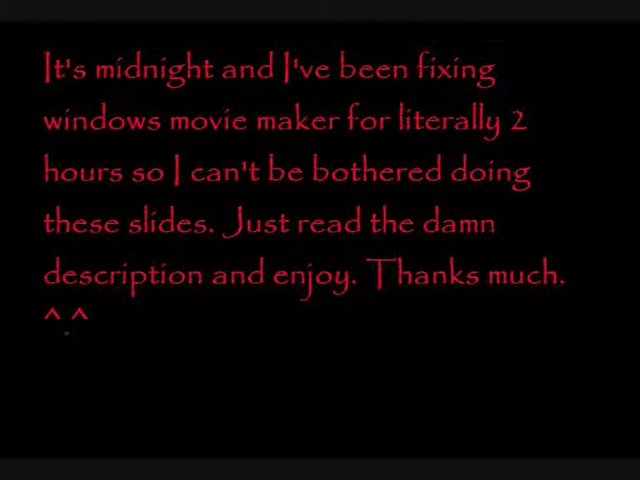 It's midnight and I've been fixing
windows movie maker for literally 2
hours so I can't be bothered doing
these slides. Just read the damn
description and enjoy. Thanks much.
^.^